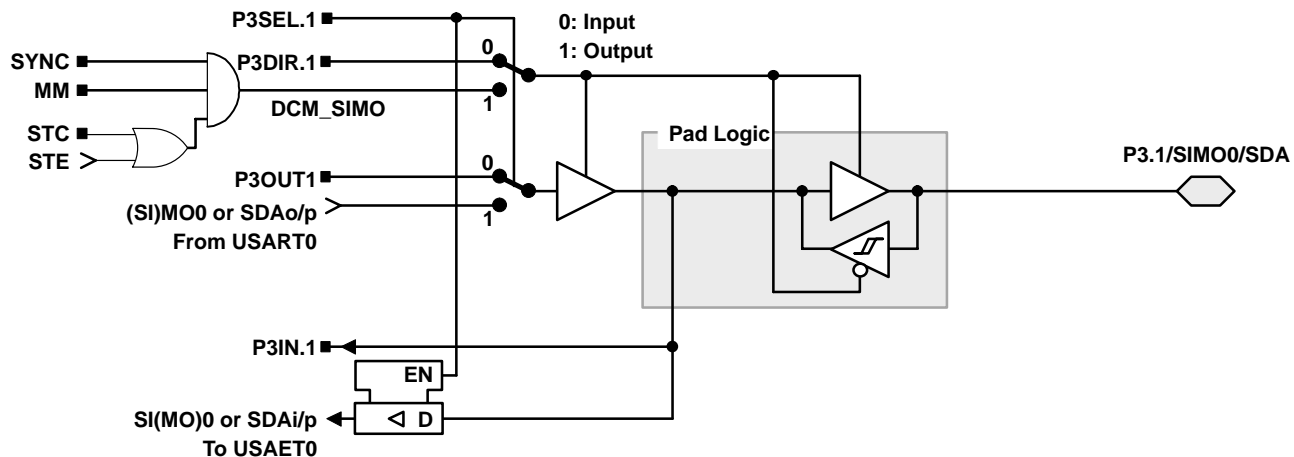 P3SEL.1
0: Input
1: Output
SYNC
P3DIR.1
0
MM
1
DCM_SIMO
STC
STE
Pad Logic
P3.1/SIMO0/SDA
0
P3OUT1
(SI)MO0 or SDAo/p
1
From USART0
P3IN.1
EN
SI(MO)0 or SDAi/p
D
To USAET0